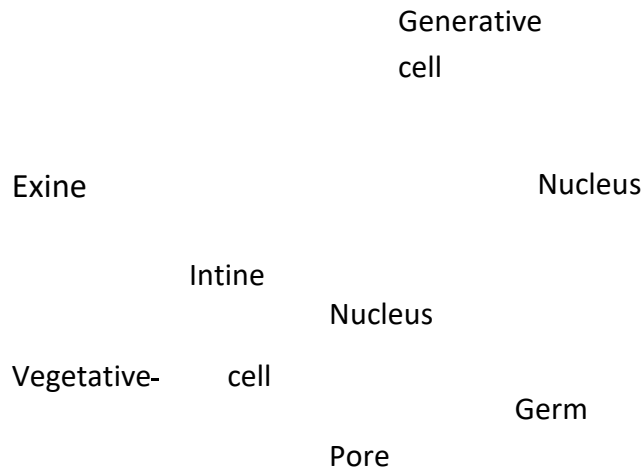 Generative
cell
Exine
Nucleus
Intine
Nucleus
Vegetative- cell
Germ
Pore